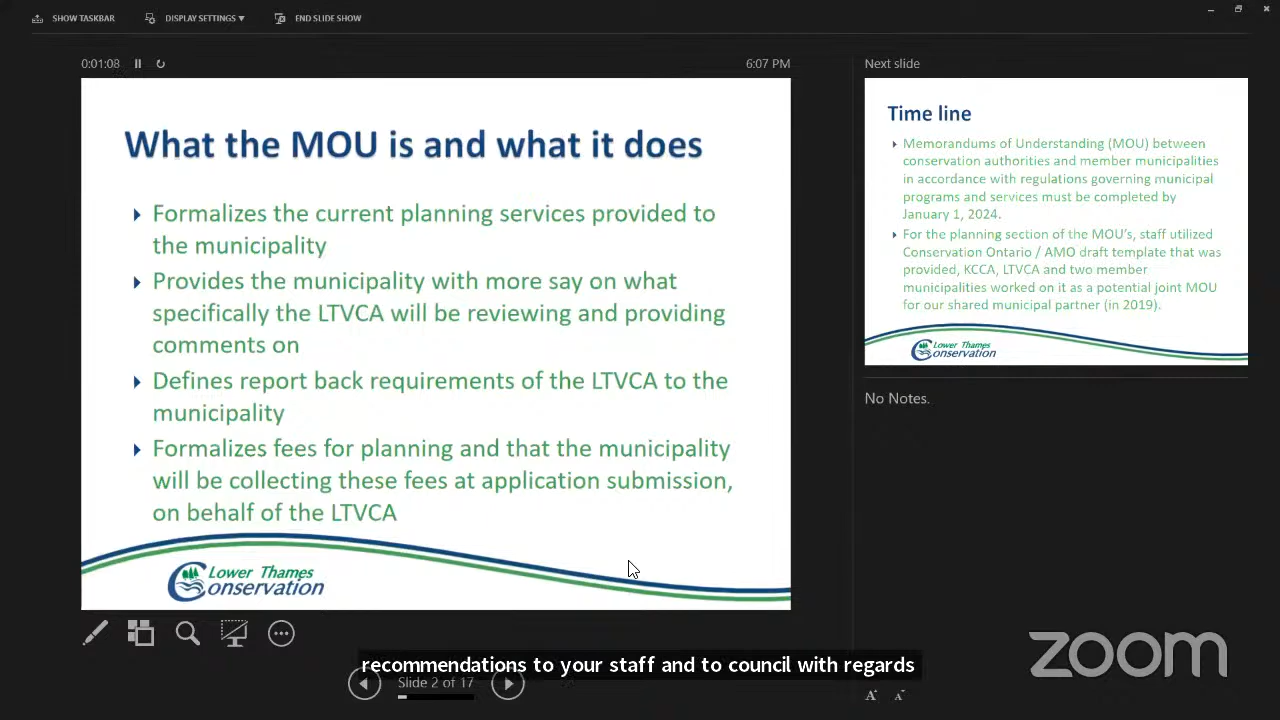 SHOW TASKBAR
DISPLAY SETTINGS ▼
END SLIDE SHOW
0:01:08
6:07 PM
What the MOU is and what it does
Formalizes the current planning services provided to
the municipality
Provides the municipality with more say on what
specifically the LTVCA will be reviewing and providing
comments on
Defines report back requirements of the LTVCA to the
municipality
Formalizes fees for planning and that the municipality
will be collecting these fees at application submission,
on behalf of the LTVCA
Lower Thames
Conservation
Next slide
Time line
Memorandums of Understanding (MOU) between
conservation authorities and member municipalities
in accordance with regulations governing municipal
programs and services must be completed by
January 1, 2024.
For the planning section of the MOU's, staff utilized
Conservation Ontario / AMO draft template that was
provided, KCCA, LTVCA and two member
municipalities worked on it as a potential joint MOU
for our shared municipal partner (in 2019).
Lower Thames
Conservation
No Notes.
recommendations to your staff and to council with regards
Slide 2 of 17
A A
zoom